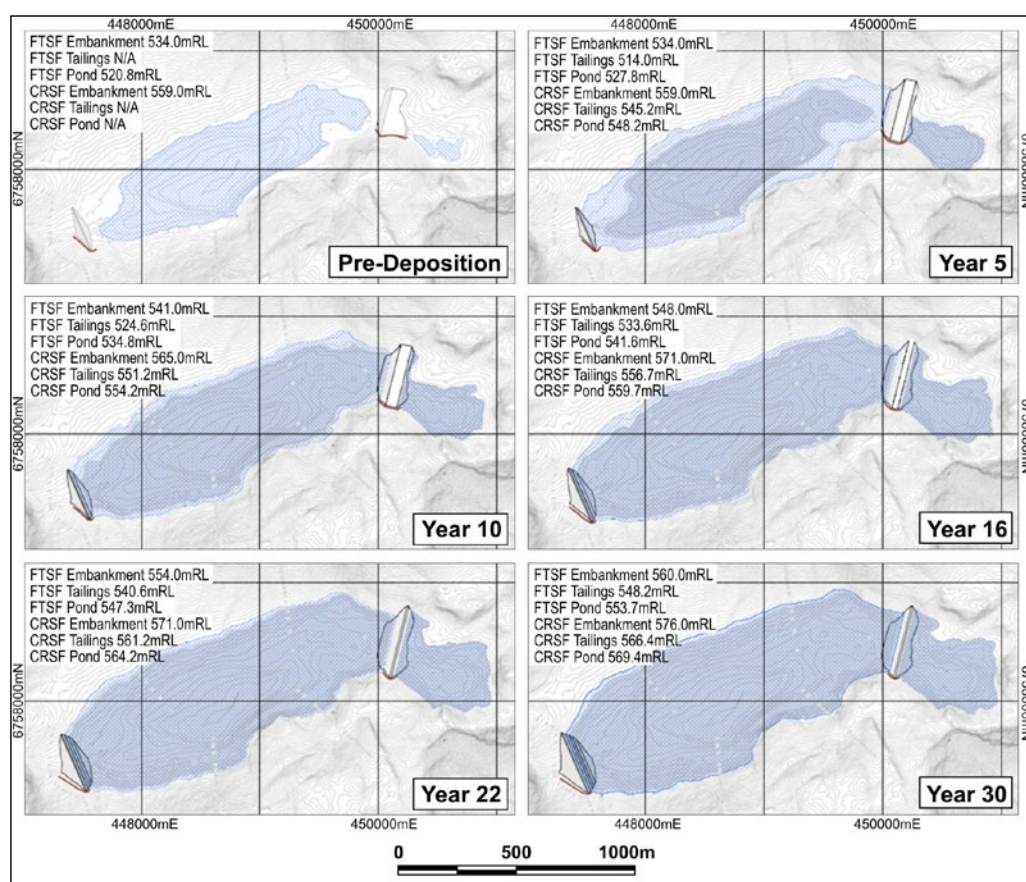 448000mE
450000mE
448000mE
450000mE
FTSF Embankment 534.0mRL
FTSF Tailings N/A
FTSF Pond 520.8mRL
CRSF Embankment 559.0mRL
CRSF Tailings N/A
CRSF Pond N/A
6758000mN
Pre-Deposition
FTSF Embankment 534.0mRL
FTSF Tailings 514.0mRL
FTSF Pond 527.8mRL
CRSF Embankment 559.0mRL
CRSF Tailings 545.2mRL
CRSF Pond 548.2mRL
6758000mN
Year 5
FTSF Embankment 541.0mRL
FTSF Tailings 524.6mRL
FTSF Pond 534.8mRL
CRSF Embankment 565.0mRL
CRSF Tailings 551.2mRL
CRSF Pond 554.2mRL
6758000mN
Year 10
FTSF Embankment 548.0mRL
FTSF Tailings 533.6mRL
FTSF Pond 541.6mRL
CRSF Embankment 571.0mRL
CRSF Tailings 556.7mRL
CRSF Pond 559.7mRL
6758000mN
Year 16
FTSF Embankment 554.0mRL
FTSF Tailings 540.6mRL
FTSF Pond 547.3mRL
CRSF Embankment 571.0mRL
CRSF Tailings 561.2mRL
CRSF Pond 564.2mRL
6758000mN
Year 22
FTSF Embankment 560.0mRL
FTSF Tailings 548.2mRL
FTSF Pond 553.7mRL
CRSF Embankment 576.0mRL
CRSF Tailings 566.4mRL
CRSF Pond 569.4mRL
6758000mN
Year 30
448000mE
450000mE
448000mE
450000mE
0
500
1000m